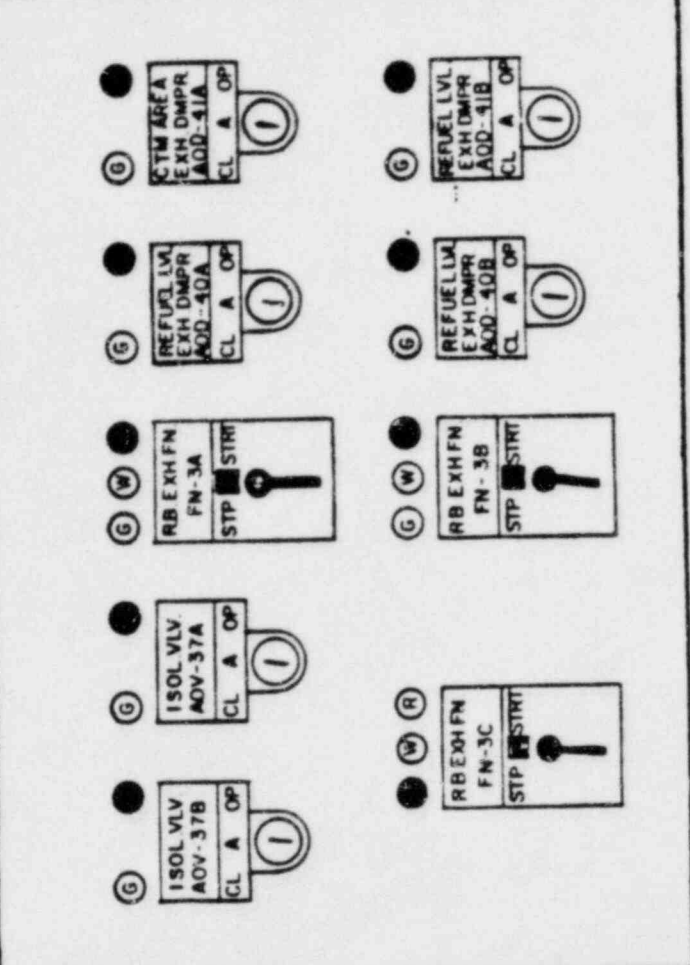 G
ISOL VLV
AOV-37B
CL A OP
G
ISOL VLV.
AOV-37A
CL A OP
G W
RB EXH FN
FN-3A
STP STRT
G
REFUEL LVL
EXH DMPR
AOD-40A
CL A OP
G
CTM AREA
EXH DMPR.
AOD-41A
CL A OP
W R
RB EXH FN
FN-3C
STP STRT
G W
RB EXH FN
FN-3B
STP STRT
G
REFUEL LVL
EXH DMPR
AOD-40B
CL A OP
G
REFUEL LVL
EXH DMPR
AOD-41B
CL A OP